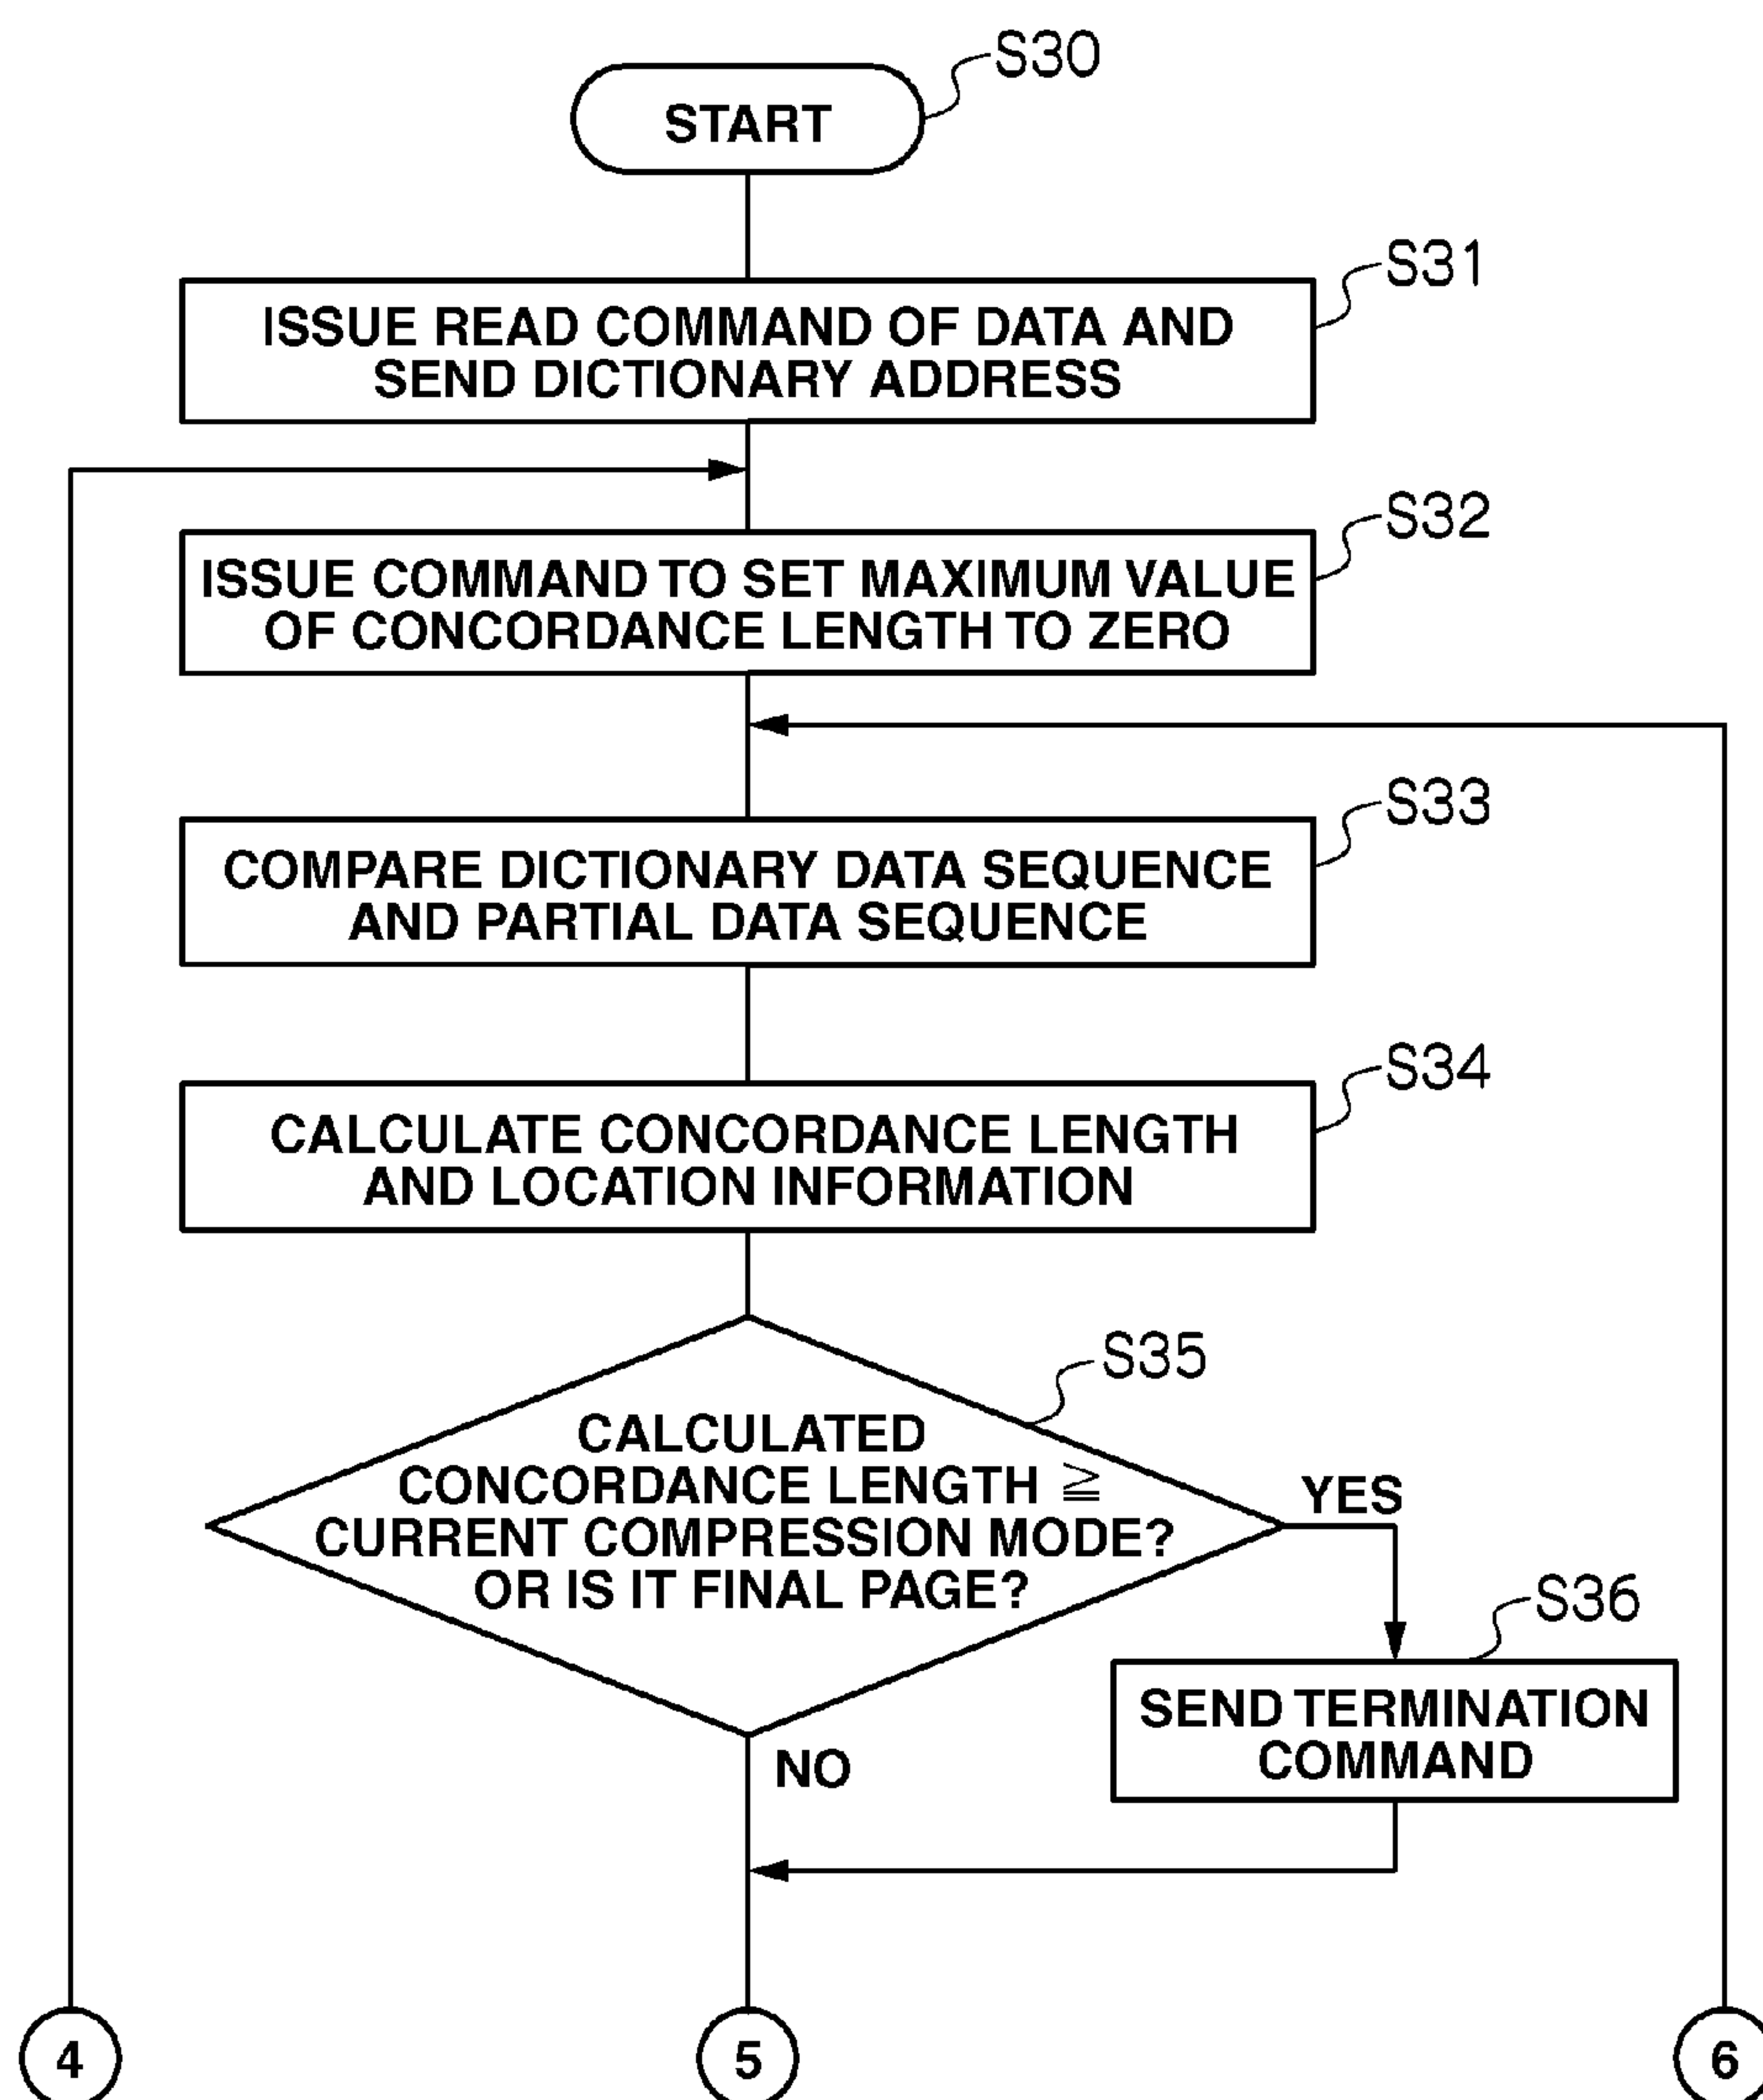 S30
START
S31
ISSUE READ COMMAND OF DATA AND
SEND DICTIONARY ADDRESS
S32
ISSUE COMMAND TO SET MAXIMUM VALUE
OF CONCORDANCE LENGTH TO ZERO
S33
COMPARE DICTIONARY DATA SEQUENCE
AND PARTIAL DATA SEQUENCE
S34
CALCULATE CONCORDANCE LENGTH
AND LOCATION INFORMATION
S35
CALCULATED
CONCORDANCE LENGTH ≧
CURRENT COMPRESSION MODE?
OR IS IT FINAL PAGE?
YES
S36
SEND TERMINATION
COMMAND
NO
4
5
6